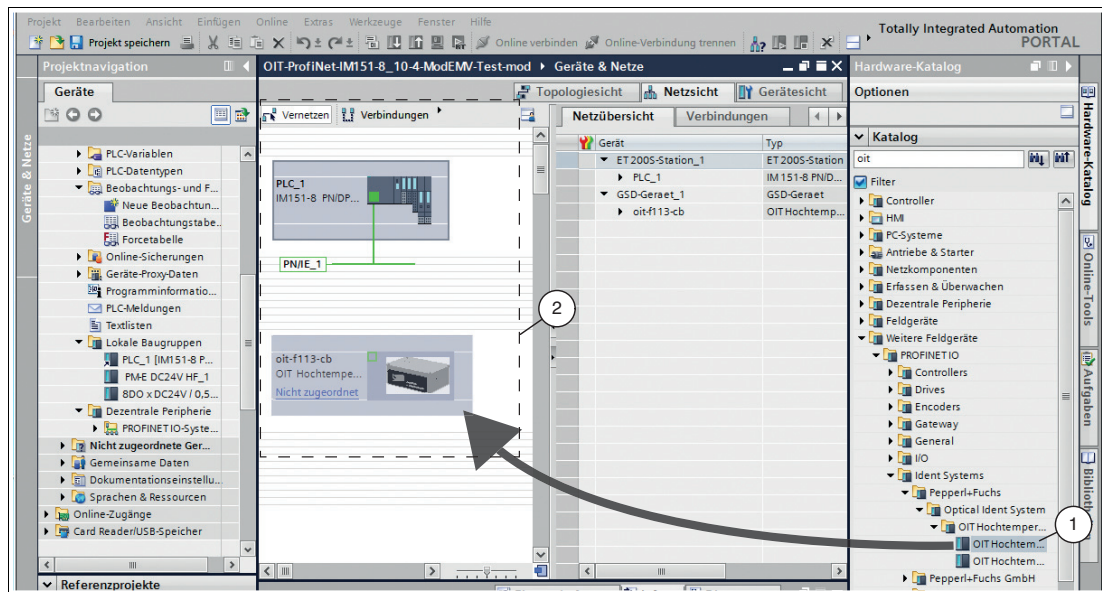 Projekt Bearbeiten Ansicht Einfügen Online Extras Werkzeuge Fenster Hilfe
Totally Integrated Automation
PORTAL
Projekt speichern
Online verbinden
Online-Verbindung trennen
Projektnavigation
OIT-ProfiNet-IM151-8_10-4-ModEMV-Test-mod
Geräte & Netze
Hardware-Katalog
Geräte
Topologiesicht
Netzsicht
Gerätesicht
Optionen
Vernetzen
Verbindungen
Netzübersicht
Verbindungen
Gerät
Typ
Katalog
oit
Filter
PLC-Variablen
PLC-Datentypen
Beobachtungs- und F...
Neue Beobachtun...
Beobachtungstabe..
Forcetabelle
Online-Sicherungen
Geräte-Proxy-Daten
Programminformatio...
PLC-Meldungen
Textlisten
Lokale Baugruppen
PLC_1 [IM151-8 P...
PM-E DC24V HF_1
8DO x DC24V / 0,5...
Dezentrale Peripherie
PROFINET IO-Syste...
Nicht zugeordnete Ger...
Gemeinsame Daten
Dokumentationseinstellu...
Sprachen & Ressourcen
Online-Zugänge
Card Reader/USB-Speicher
Referenzprojekte
PLC_1
IM151-8 PN/DP...
PN/IE_1
2
oit-f113-cb
OIT Hochtempe...
Nicht zugeordnet
ET 200S-Station_1
ET 200S-Station
PLC_1
IM 151-8 PN/D...
GSD-Geraet_1
GSD-Geraet
oit-f113-cb
OIT Hochtemp...
Controller
HMI
PC-Systeme
Antriebe & Starter
Netzkomponenten
Erfassen & Überwachen
Dezentrale Peripherie
Feldgeräte
Weitere Feldgeräte
PROFINET IO
Controllers
Drives
Encoders
Gateway
General
I/O
Ident Systems
Pepperl+Fuchs
Optical Ident System
OIT Hochtemper...
OIT Hochtem...
OIT Hochtem...
Pepperl+Fuchs GmbH
1
Geräte & Netze
Hardware-Katalog
Online-Tools
Aufgaben